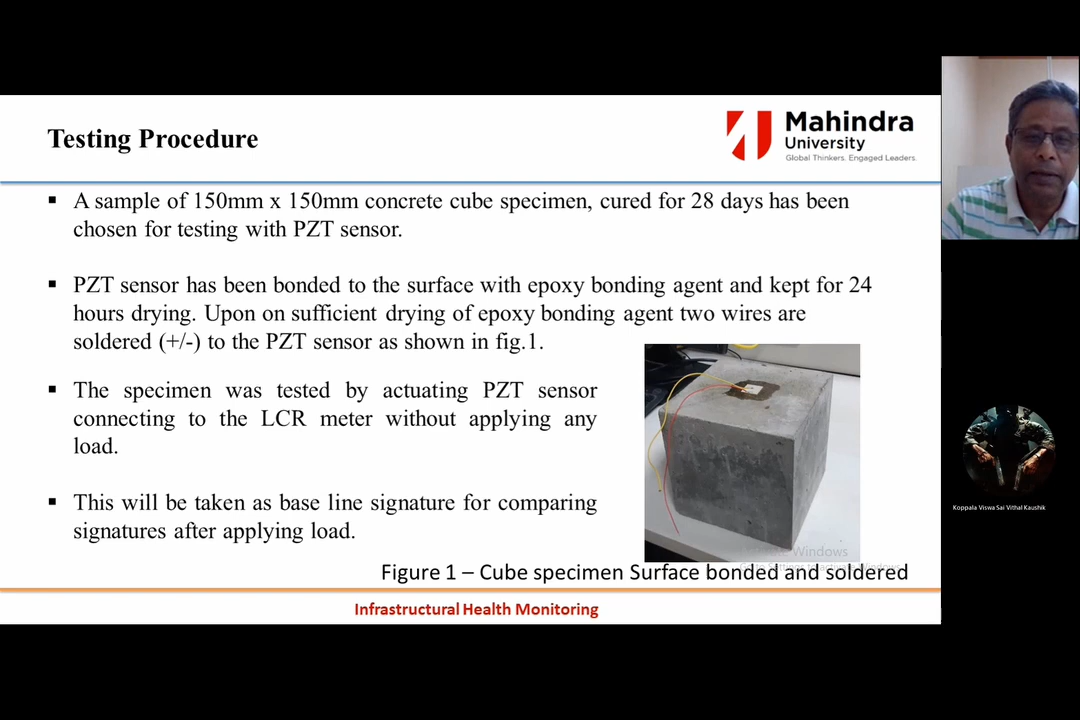 Testing Procedure
Mahindra
University
Global Thinkers. Engaged Leaders.
▪ A sample of 150mm x 150mm concrete cube specimen, cured for 28 days has been
chosen for testing with PZT sensor.
▪ PZT sensor has been bonded to the surface with epoxy bonding agent and kept for 24
hours drying. Upon on sufficient drying of epoxy bonding agent two wires are
soldered (+/-) to the PZT sensor as shown in fig.1.
▪ The specimen was tested by actuating PZT sensor
connecting to the LCR meter without applying any
load.
▪ This will be taken as base line signature for comparing
signatures after applying load.
Windows
Figure 1 – Cube specimen Surface bonded and soldered
Infrastructural Health Monitoring
Koppala Viswa Sai Vithal Kaushik